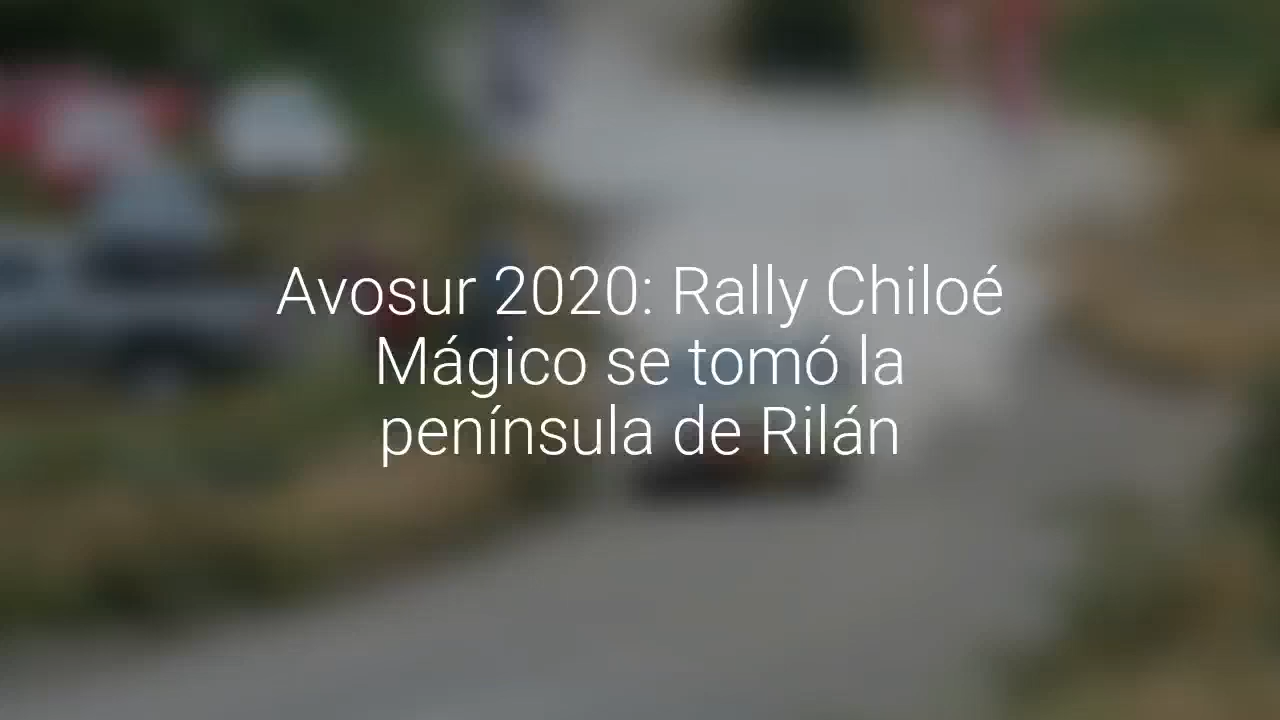 Avosur 2020: Rally Chiloé
Mágico se tomó la
península de Rilán